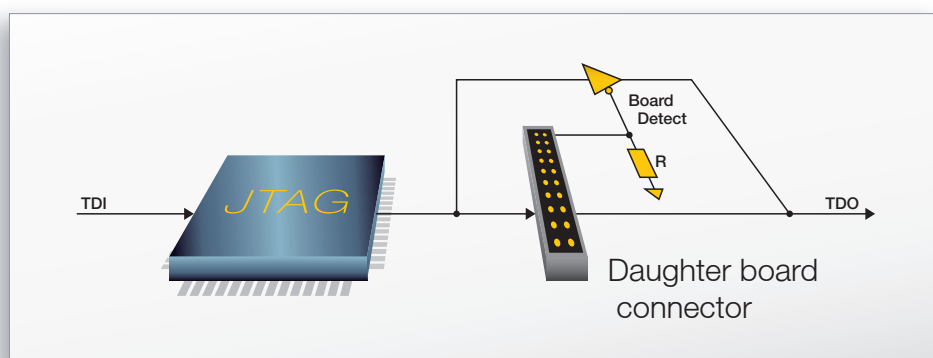 Board
Detect
R
JTAG
TDI
TDO
Daughter board
connector